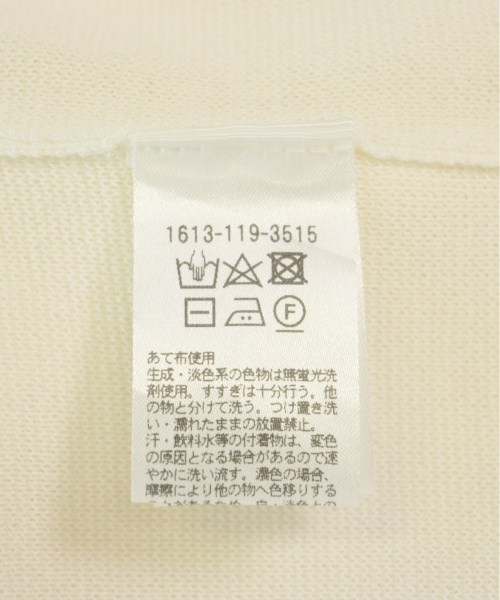 1613-119-3515
F
あて布使用
生成・淡色系の色物は無蛍光洗
剤使用。すすぎは十分行う。他
の物と分けて洗う。つけ置き洗
い・濡れたままの放置禁止。
汗・飲料水等の付着物は、変色
の原因となる場合があるので速
やかに洗い流す。濃色の場合、
摩擦により他の物へ色移りする